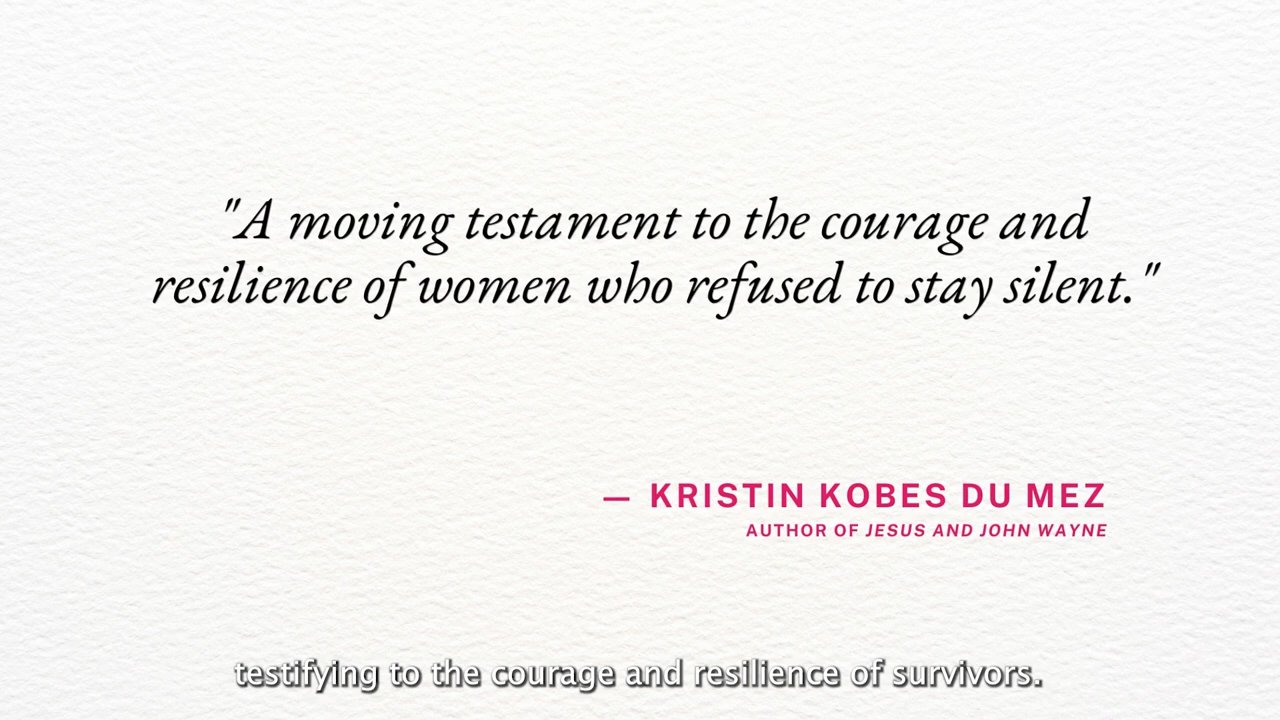 "A moving testament to the courage and
resilience of women who refused to stay silent."
— KRISTIN KOBES DU MEZ
AUTHOR OF JESUS AND JOHN WAYNE
testifying to the courage and resilience of survivors.